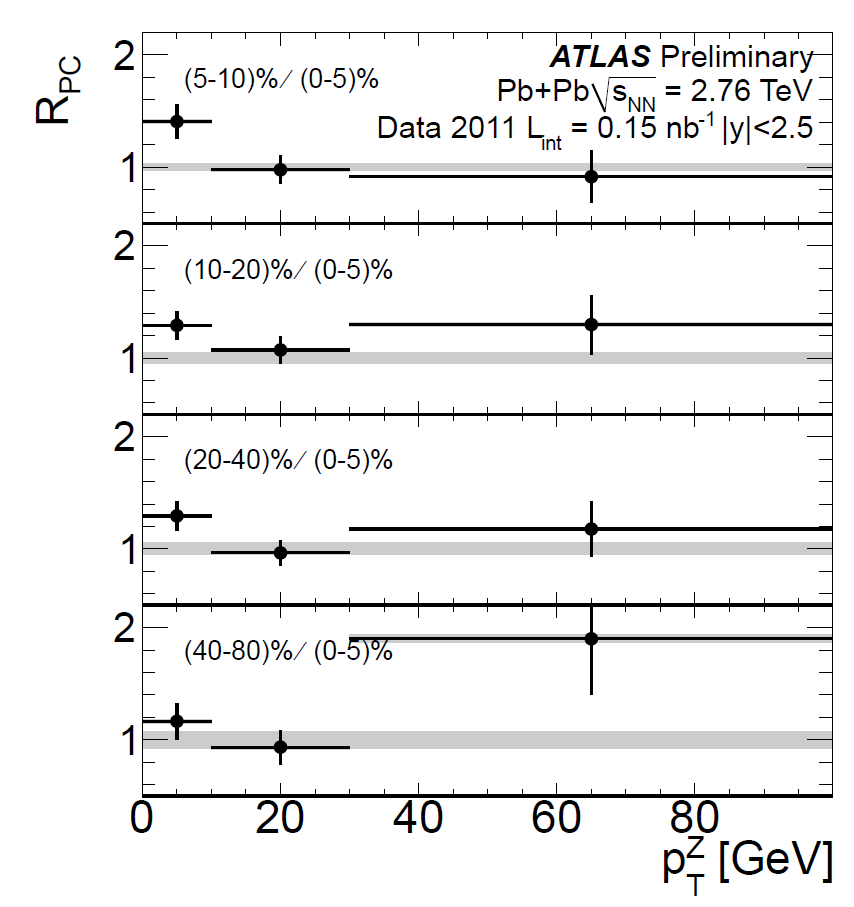 R_PC
2
(5-10)% / (0-5)%
ATLAS Preliminary
Pb+Pb √s_NN = 2.76 TeV
Data 2011 L_int = 0.15 nb^-1 |y|<2.5
1
2
(10-20)% / (0-5)%
1
2
(20-40)% / (0-5)%
1
2
(40-80)% / (0-5)%
1
0 20 40 60 80
p_T^Z [GeV]